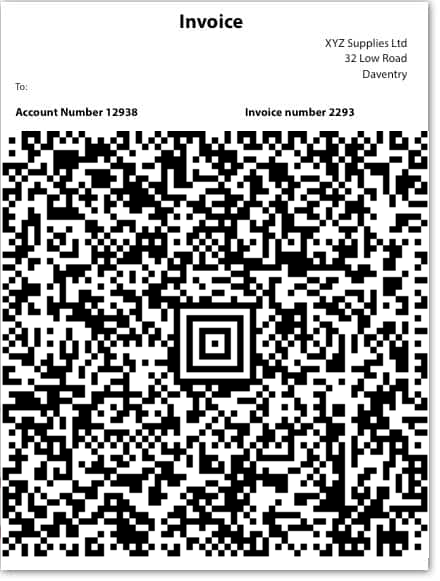 Invoice
XYZ Supplies Ltd
32 Low Road
Daventry
To:
Account Number 12938
Invoice number 2293